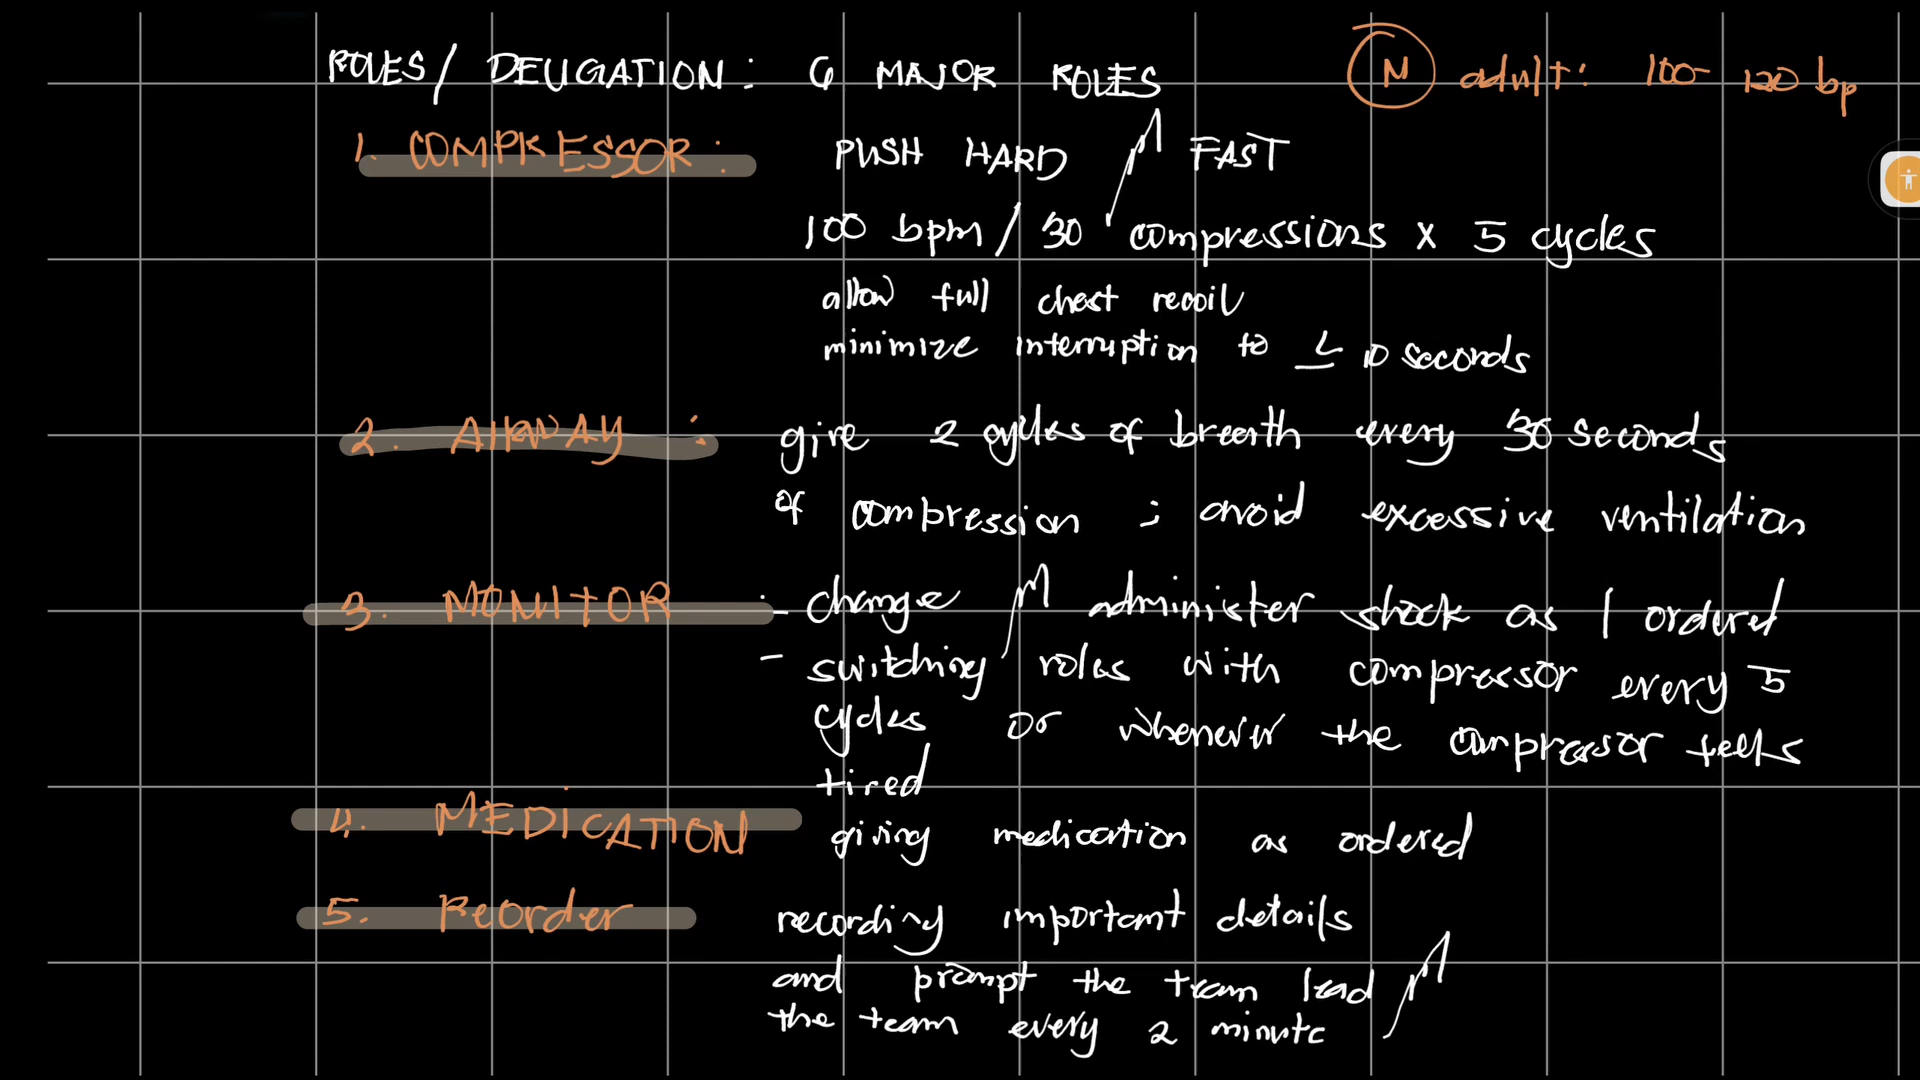 ROLES / DELIGATION : 6 MAJOR ROLES
N adult: 100-120 bp
1. COMPRESSOR : PUSH HARD n FAST
100 bpm / 30 compressions x 5 cycles
allow full chest recoil
minimize interruption to ≤ 10 seconds
2. AIRWAY : give 2 cycles of breath every 30 seconds
of compression ; avoid excessive ventilation
3. MONITOR :- change n administer shock as ordered
- switching roles with compressor every 5
cycles or whenever the compressor feels
tired
4. MEDICATION giving medication as ordered
5. Recorder recording important details
and prompt the team lead n
the team every 2 minute